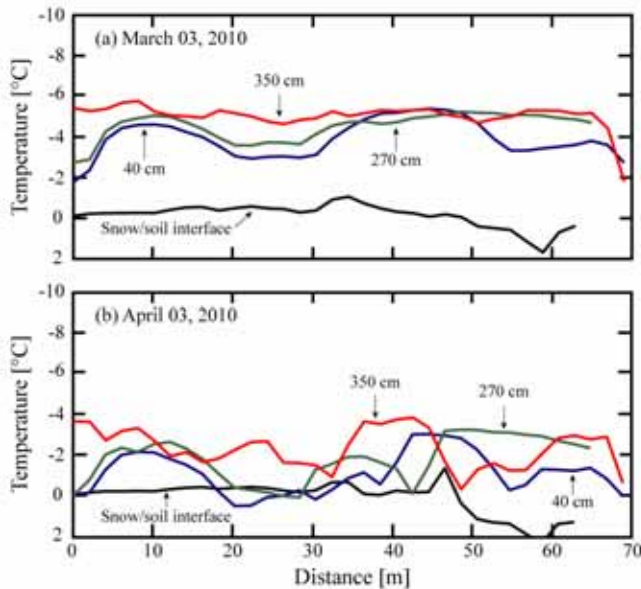 -10
(a) March 03, 2010
-8
-6
350 cm
-4
40 cm
270 cm
-2
0
Snow/soil interface
2
Temperature [°C]
-10
(b) April 03, 2010
-8
-6
350 cm
270 cm
-4
-2
0
Snow/soil interface
40 cm
2
Temperature [°C]
0 10 20 30 40 50 60 70
Distance [m]